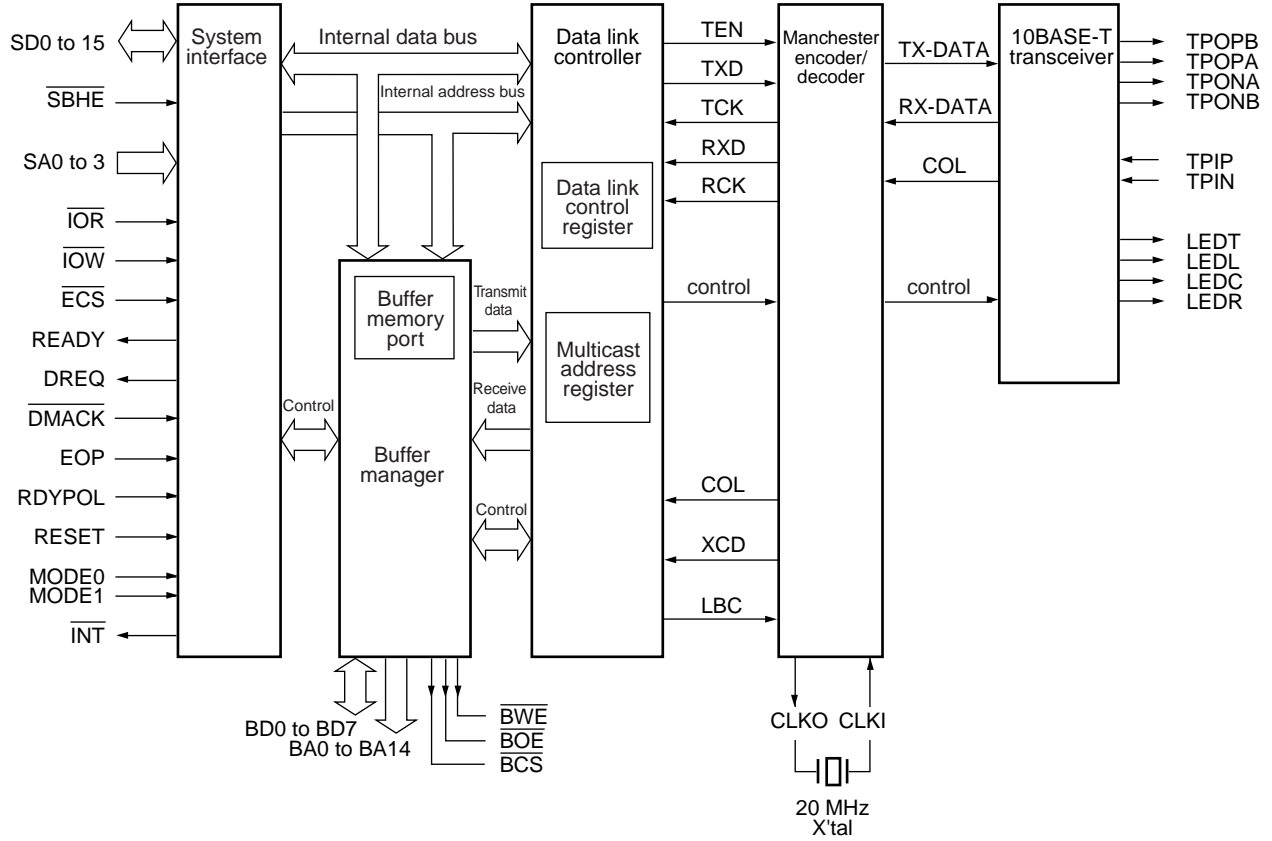 SD0 to 15
SBHE
SA0 to 3
IOR
IOW
ECS
READY
DREQ
DMACK
EOP
RDYPOL
RESET
MODE0
MODE1
INT
System
interface
Internal data bus
Internal address bus
Control
Buffer
memory
port
Buffer
manager
Transmit
data
Receive
data
Control
BD0 to BD7
BA0 to BA14
BWE
BOE
BCS
Data link
controller
Data link
control
register
Multicast
address
register
TEN
TXD
TCK
RXD
RCK
control
COL
XCD
LBC
Manchester
encoder/
decoder
CLKO
CLKI
20 MHz
X'tal
TX-DATA
RX-DATA
COL
control
10BASE-T
transceiver
TPOPB
TPOPA
TPONA
TPONB
TPIP
TPIN
LEDT
LEDL
LEDC
LEDR